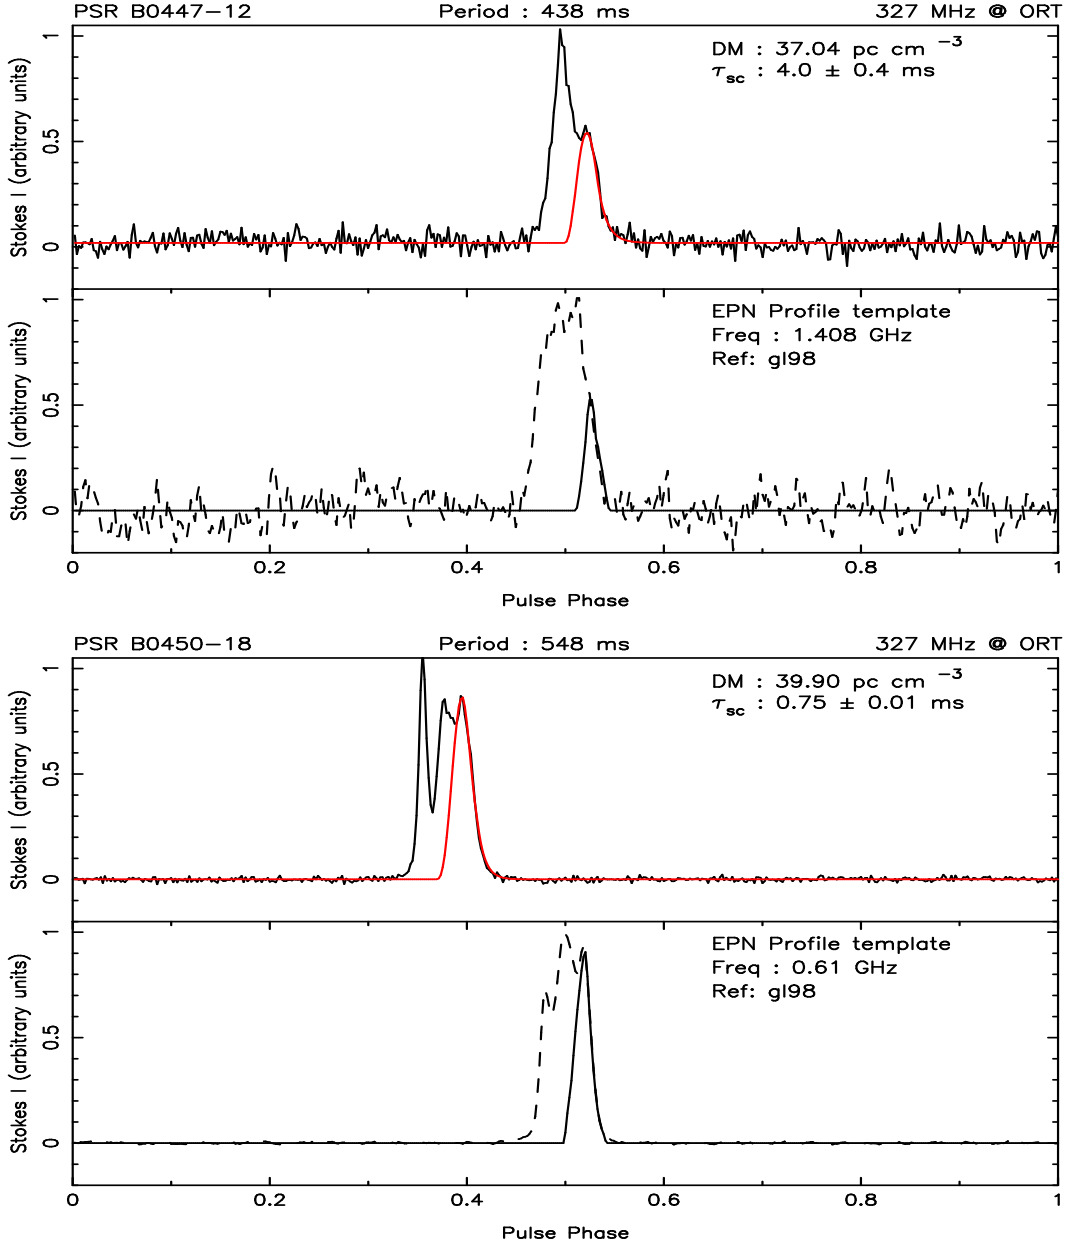 PSR B0447−12 Period : 438 ms 327 MHz @ ORT
DM : 37.04 pc cm −3
τsc : 4.0 ± 0.4 ms
Stokes I (arbitrary units)
1
0.5
0
EPN Profile template
Freq : 1.408 GHz
Ref: gl98
Stokes I (arbitrary units)
1
0.5
0
0 0.2 0.4 0.6 0.8 1
Pulse Phase
PSR B0450−18 Period : 548 ms 327 MHz @ ORT
DM : 39.90 pc cm −3
τsc : 0.75 ± 0.01 ms
Stokes I (arbitrary units)
1
0.5
0
EPN Profile template
Freq : 0.61 GHz
Ref: gl98
Stokes I (arbitrary units)
1
0.5
0
0 0.2 0.4 0.6 0.8 1
Pulse Phase